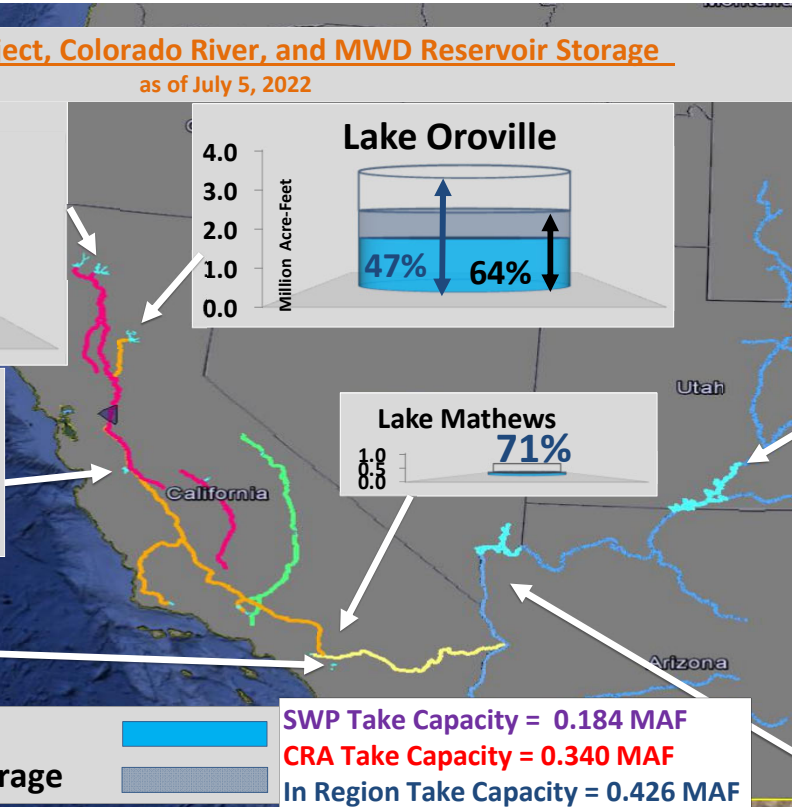 ject, Colorado River, and MWD Reservoir Storage
as of July 5, 2022
Lake Oroville
4.0
3.0
2.0
1.0
0.0
Million Acre-Feet
47%
64%
Utah
Lake Mathews
71%
1.0
0.5
0.0
California
Arizona
rage
SWP Take Capacity = 0.184 MAF
CRA Take Capacity = 0.340 MAF
In Region Take Capacity = 0.426 MAF